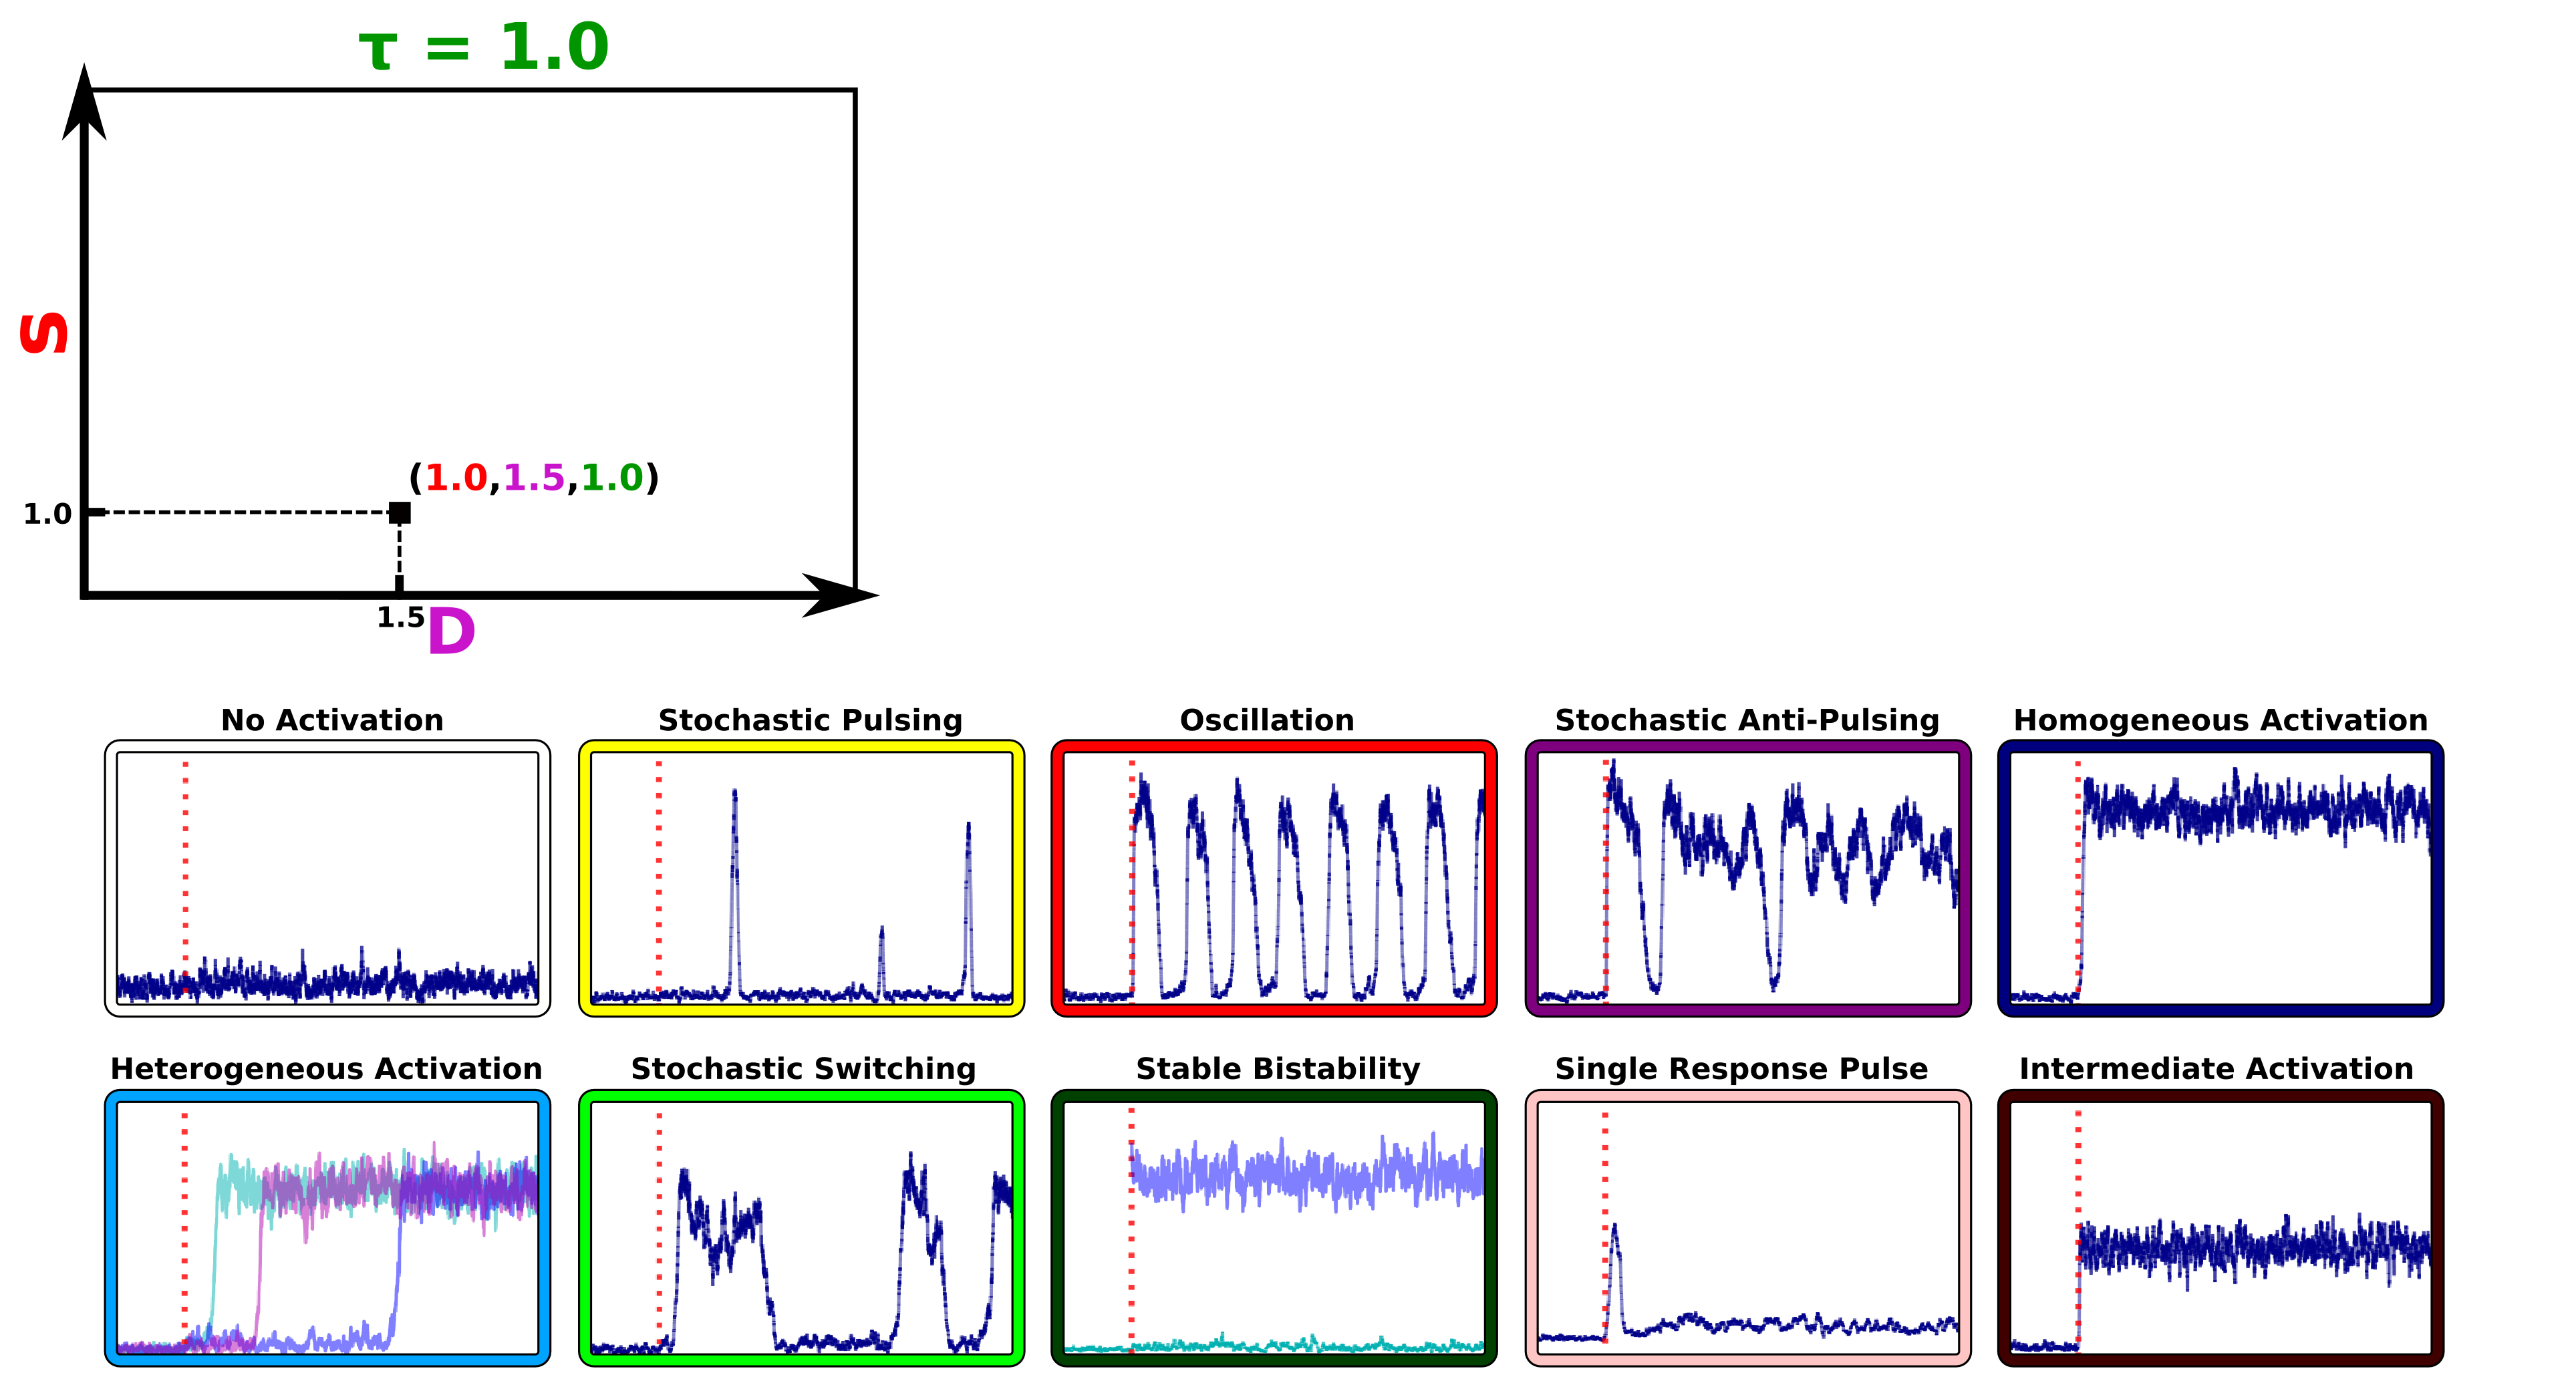 τ = 1.0
S
(1.0,1.5,1.0)
1.0
1.5
D
No Activation
Stochastic Pulsing
Oscillation
Stochastic Anti-Pulsing
Homogeneous Activation
Heterogeneous Activation
Stochastic Switching
Stable Bistability
Single Response Pulse
Intermediate Activation